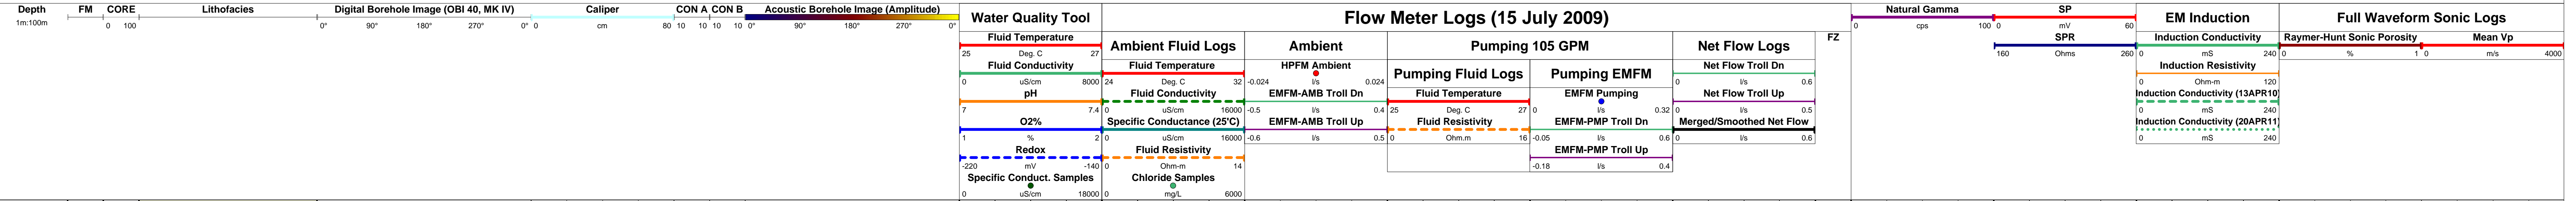 Depth FM CORE Lithofacies Digital Borehole Image (OBI 40, MK IV) Caliper CON A CON B Acoustic Borehole Image (Amplitude)
1m:100m 0 100 0° 90° 180° 270° 0° 0 cm 80 10 10 10 10 0° 90° 180° 270° 0°
Water Quality Tool
Fluid Temperature
25 Deg. C 27
Fluid Conductivity
0 uS/cm 8000
pH
7 7.4
O2%
1 % 2
Redox
-220 mV -140
Specific Conduct. Samples
0 uS/cm 18000
Flow Meter Logs (15 July 2009)
Ambient Fluid Logs
Fluid Temperature
24 Deg. C 32
Fluid Conductivity
0 uS/cm 16000
Specific Conductance (25'C)
0 uS/cm 16000
Fluid Resistivity
0 Ohm-m 14
Chloride Samples
0 mg/L 6000
Ambient
HPFM Ambient
-0.024 l/s 0.024
EMFM-AMB Troll Dn
-0.5 l/s 0.4
EMFM-AMB Troll Up
-0.6 l/s 0.5
Pumping 105 GPM
Pumping Fluid Logs
Fluid Temperature
25 Deg. C 27
Fluid Resistivity
0 Ohm.m 16
Pumping EMFM
EMFM Pumping
0 l/s 0.32
EMFM-PMP Troll Dn
-0.05 l/s 0.6
EMFM-PMP Troll Up
-0.18 l/s 0.4
Net Flow Logs
Net Flow Troll Dn
0 l/s 0.6
Net Flow Troll Up
0 l/s 0.5
Merged/Smoothed Net Flow
0 l/s 0.6
FZ
Natural Gamma
0 cps 100
SP
0 mV 60
SPR
160 Ohms 260
EM Induction
Induction Conductivity
0 mS 240
Induction Resistivity
0 Ohm-m 120
Induction Conductivity (13APR10)
0 mS 240
Induction Conductivity (20APR11)
0 mS 240
Full Waveform Sonic Logs
Raymer-Hunt Sonic Porosity
0 % 1
Mean Vp
0 m/s 4000